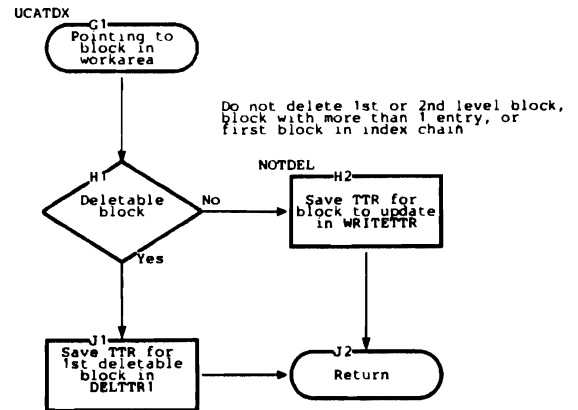 UCATDX
G1
Pointing to
block in
workarea
Do not delete 1st or 2nd level block,
block with more than 1 entry, or
first block in index chain
H1
Deletable
block
No
Yes
NOTDEL
H2
Save TTR for
block to update
in WRITETTR
J1
Save TTR for
1st deletable
block in
DELTTR1
J2
Return